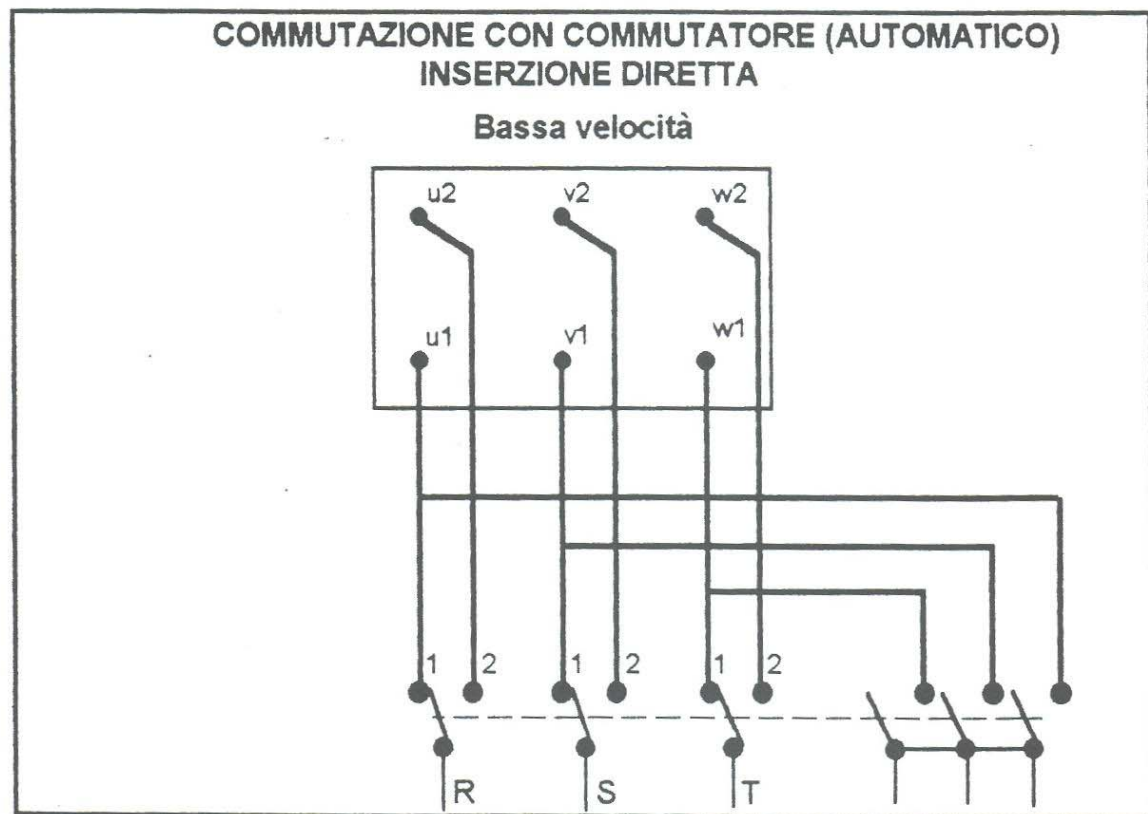 COMMUTAZIONE CON COMMUTATORE (AUTOMATICO)
INSERZIONE DIRETTA
Bassa velocità
u2 v2 w2
u1 v1 w1
1 2 1 2 1 2
R S T